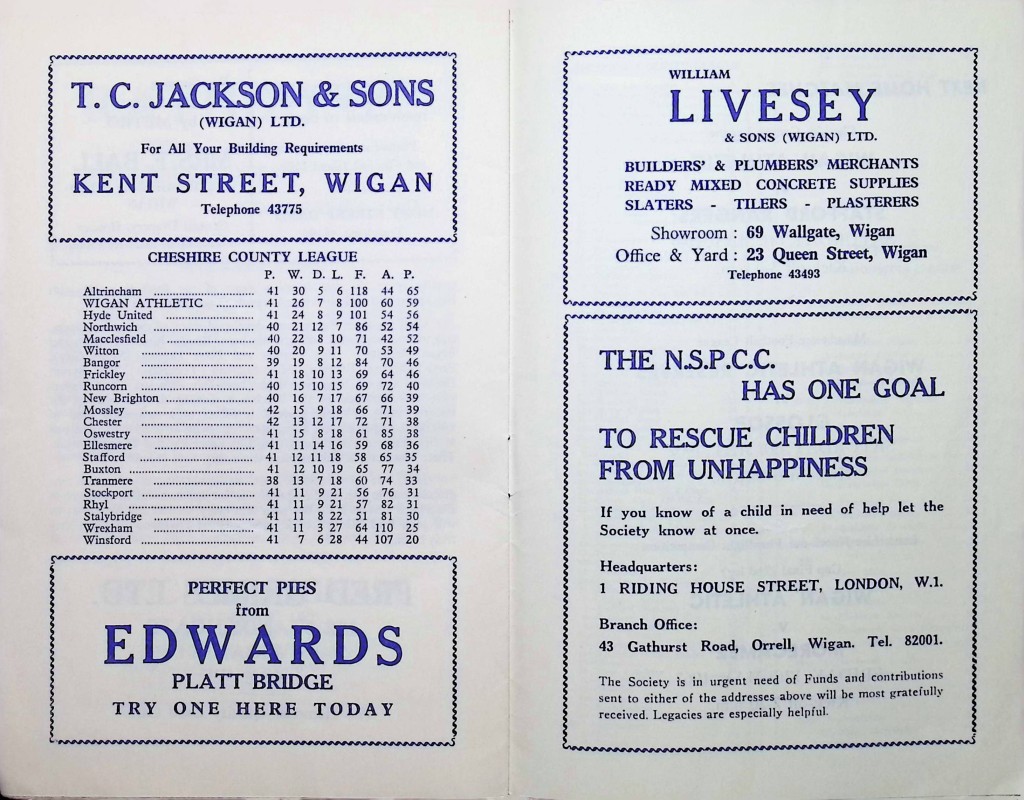 T. C. JACKSON & SONS
(WIGAN) LTD.
For All Your Building Requirements
KENT STREET, WIGAN
Telephone 43775
CHESHIRE COUNTY LEAGUE
P. W. D. L. F. A. P.
Altrincham 41 30 5 6 118 44 65
WIGAN ATHLETIC 41 26 7 8 100 60 59
Hyde United 41 24 8 9 101 54 56
Northwich 40 21 12 7 86 52 54
Macclesfield 40 22 8 10 71 42 52
Witton 40 20 9 11 70 53 49
Bangor 39 19 8 12 84 70 46
Frickley 41 18 10 13 69 64 46
Runcorn 40 15 10 15 69 72 40
New Brighton 40 16 7 17 67 66 39
Mossley 42 15 9 18 66 71 39
Chester 42 13 12 17 72 71 38
Oswestry 41 15 8 18 61 85 38
Ellesmere 41 11 14 16 59 68 36
Stafford 41 12 11 18 58 65 35
Buxton 41 12 10 19 65 77 34
Tranmere 38 13 7 18 60 74 33
Stockport 41 11 9 21 56 76 31
Rhyl 41 11 9 21 57 82 31
Stalybridge 41 11 8 22 51 81 30
Wrexham 41 11 3 27 64 110 25
Winsford 41 7 6 28 44 107 20
PERFECT PIES
from
EDWARDS
PLATT BRIDGE
TRY ONE HERE TODAY
WILLIAM
LIVESEY
& SONS (WIGAN) LTD.
BUILDERS' & PLUMBERS' MERCHANTS
READY MIXED CONCRETE SUPPLIES
SLATERS - TILERS - PLASTERERS
Showroom : 69 Wallgate, Wigan
Office & Yard : 23 Queen Street, Wigan
Telephone 43493
THE N.S.P.C.C.
HAS ONE GOAL
TO RESCUE CHILDREN
FROM UNHAPPINESS
If you know of a child in need of help let the
Society know at once.
Headquarters:
1 RIDING HOUSE STREET, LONDON, W.1.
Branch Office:
43 Gathurst Road, Orrell, Wigan. Tel. 82001.
The Society is in urgent need of Funds and contributions
sent to either of the addresses above will be most gratefully
received. Legacies are especially helpful.